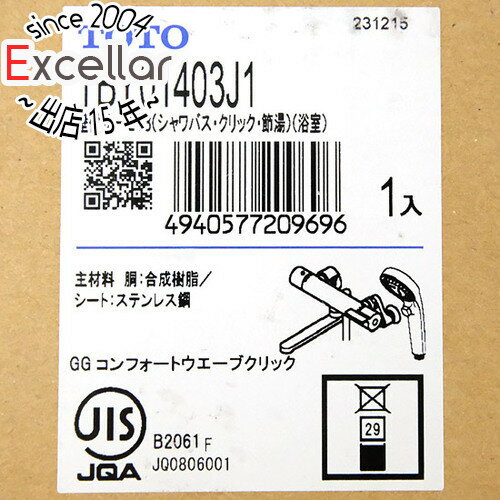 since 2004
Excellar
~出店15年~
TOTO
231215
403J1
(シャワバス・クリック・節湯)(浴室)
4940577209696
1入
主材料 胴:合成樹脂/
シート:ステンレス鋼
GG コンフォートウエーブクリック
JIS
JQA
B2061 F
JQ0806001
29